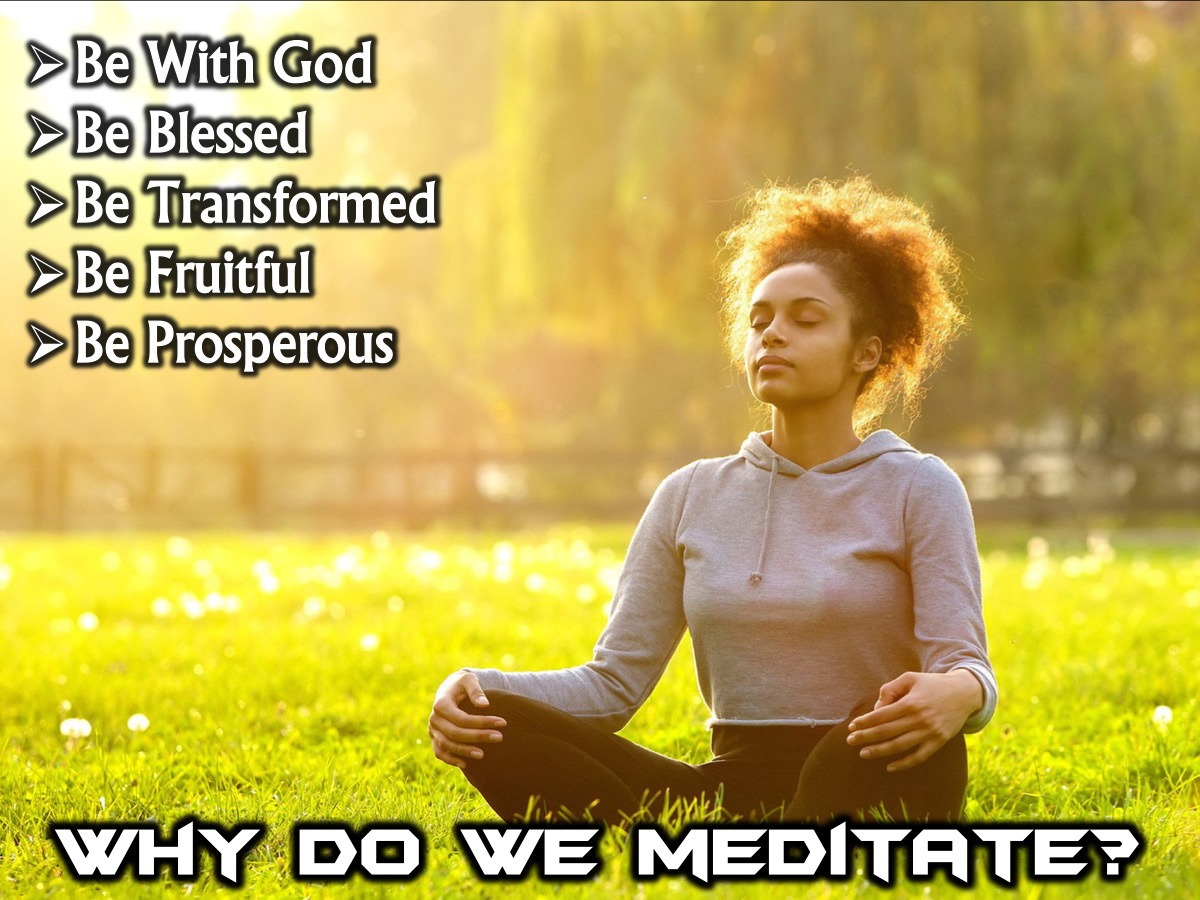 ➢Be With God
➢Be Blessed
➢Be Transformed
➢Be Fruitful
➢Be Prosperous
WHY DO WE MEDITATE?